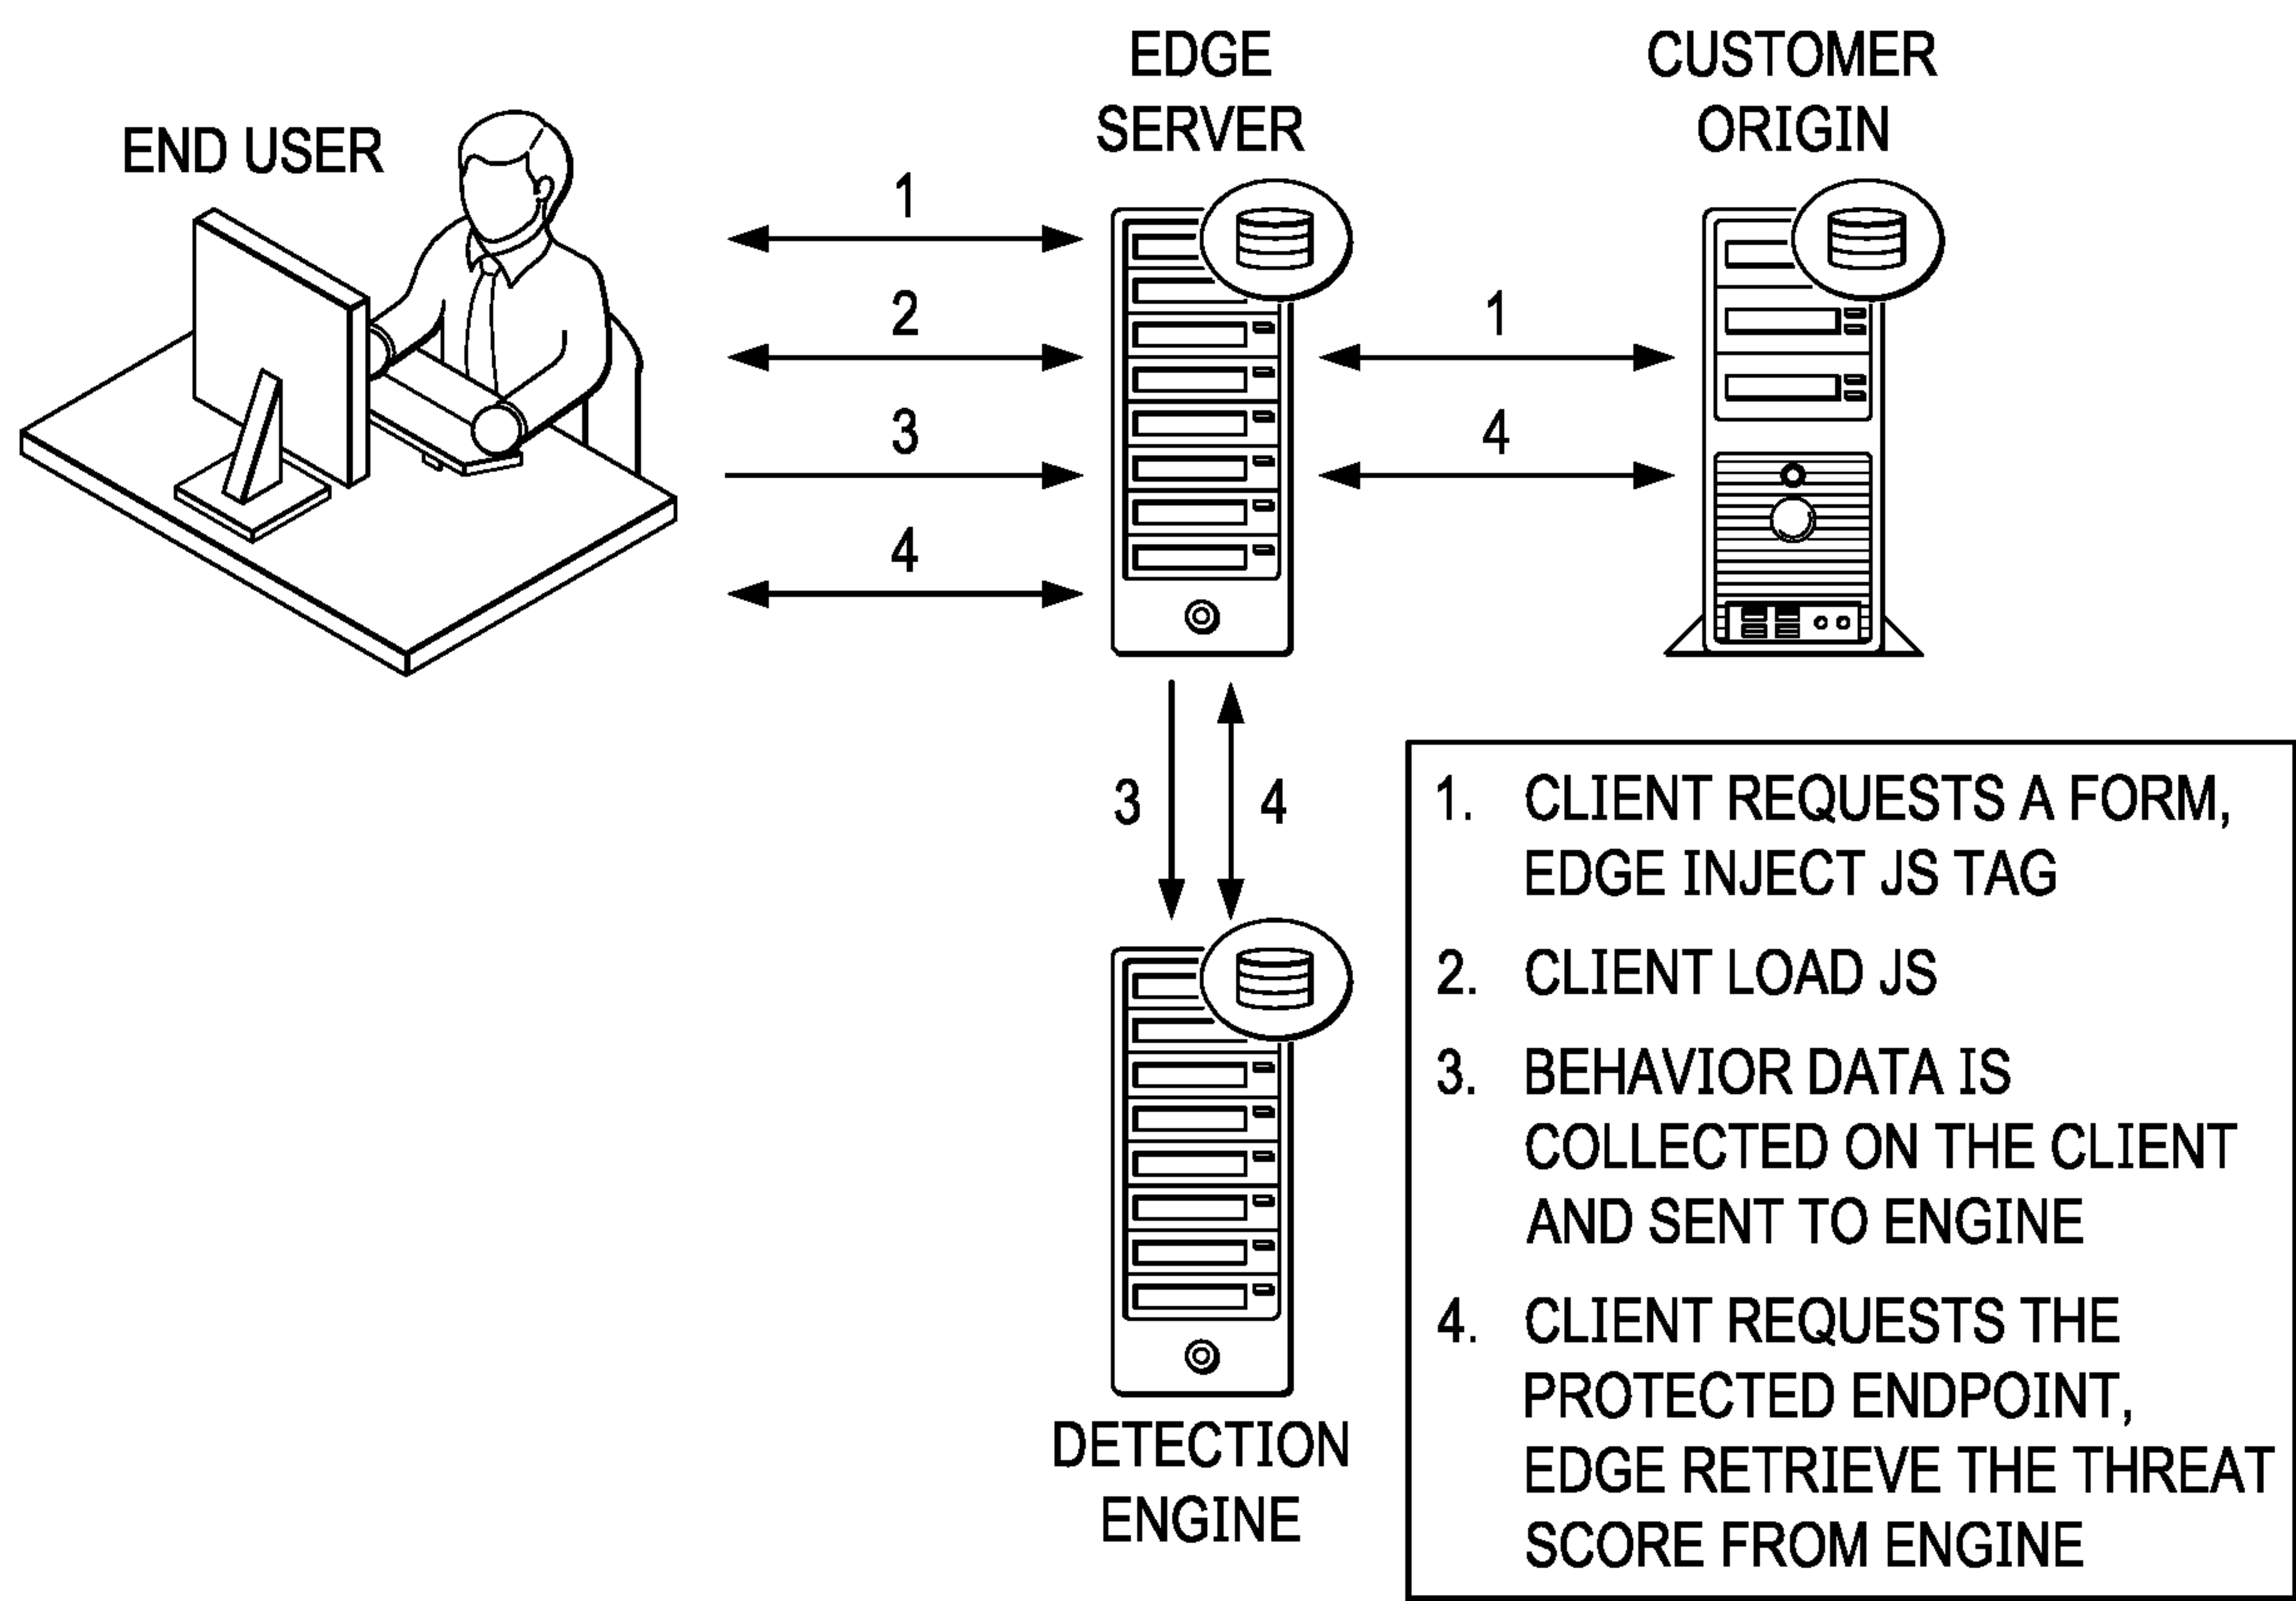 EDGE
SERVER
CUSTOMER
ORIGIN
END USER
1
2
3
4
1
4
3
4
DETECTION
ENGINE
1. CLIENT REQUESTS A FORM,
EDGE INJECT JS TAG
2. CLIENT LOAD JS
3. BEHAVIOR DATA IS
COLLECTED ON THE CLIENT
AND SENT TO ENGINE
4. CLIENT REQUESTS THE
PROTECTED ENDPOINT,
EDGE RETRIEVE THE THREAT
SCORE FROM ENGINE